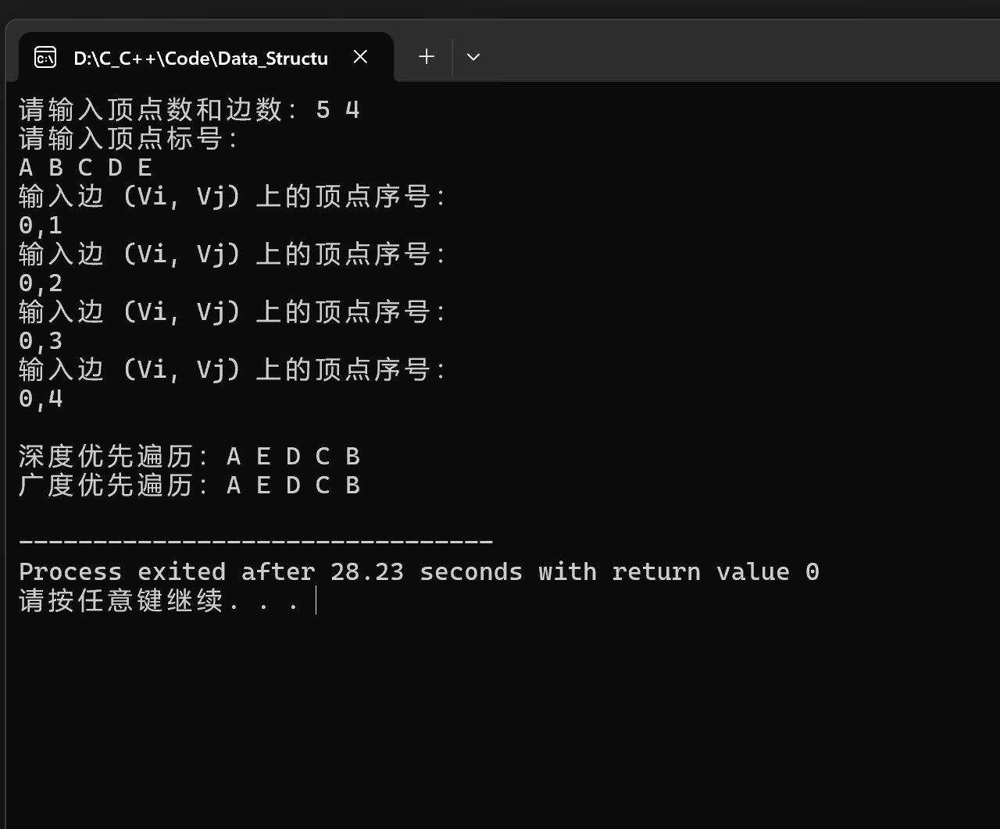 D:\C_C++\Code\Data_Structu
请输入顶点数和边数：5 4
请输入顶点标号：
A B C D E
输入边（Vi，Vj）上的顶点序号：
0,1
输入边（Vi，Vj）上的顶点序号：
0,2
输入边（Vi，Vj）上的顶点序号：
0,3
输入边（Vi，Vj）上的顶点序号：
0,4
深度优先遍历：A E D C B
广度优先遍历：A E D C B
--------------------------------
Process exited after 28.23 seconds with return value 0
请按任意键继续. . .